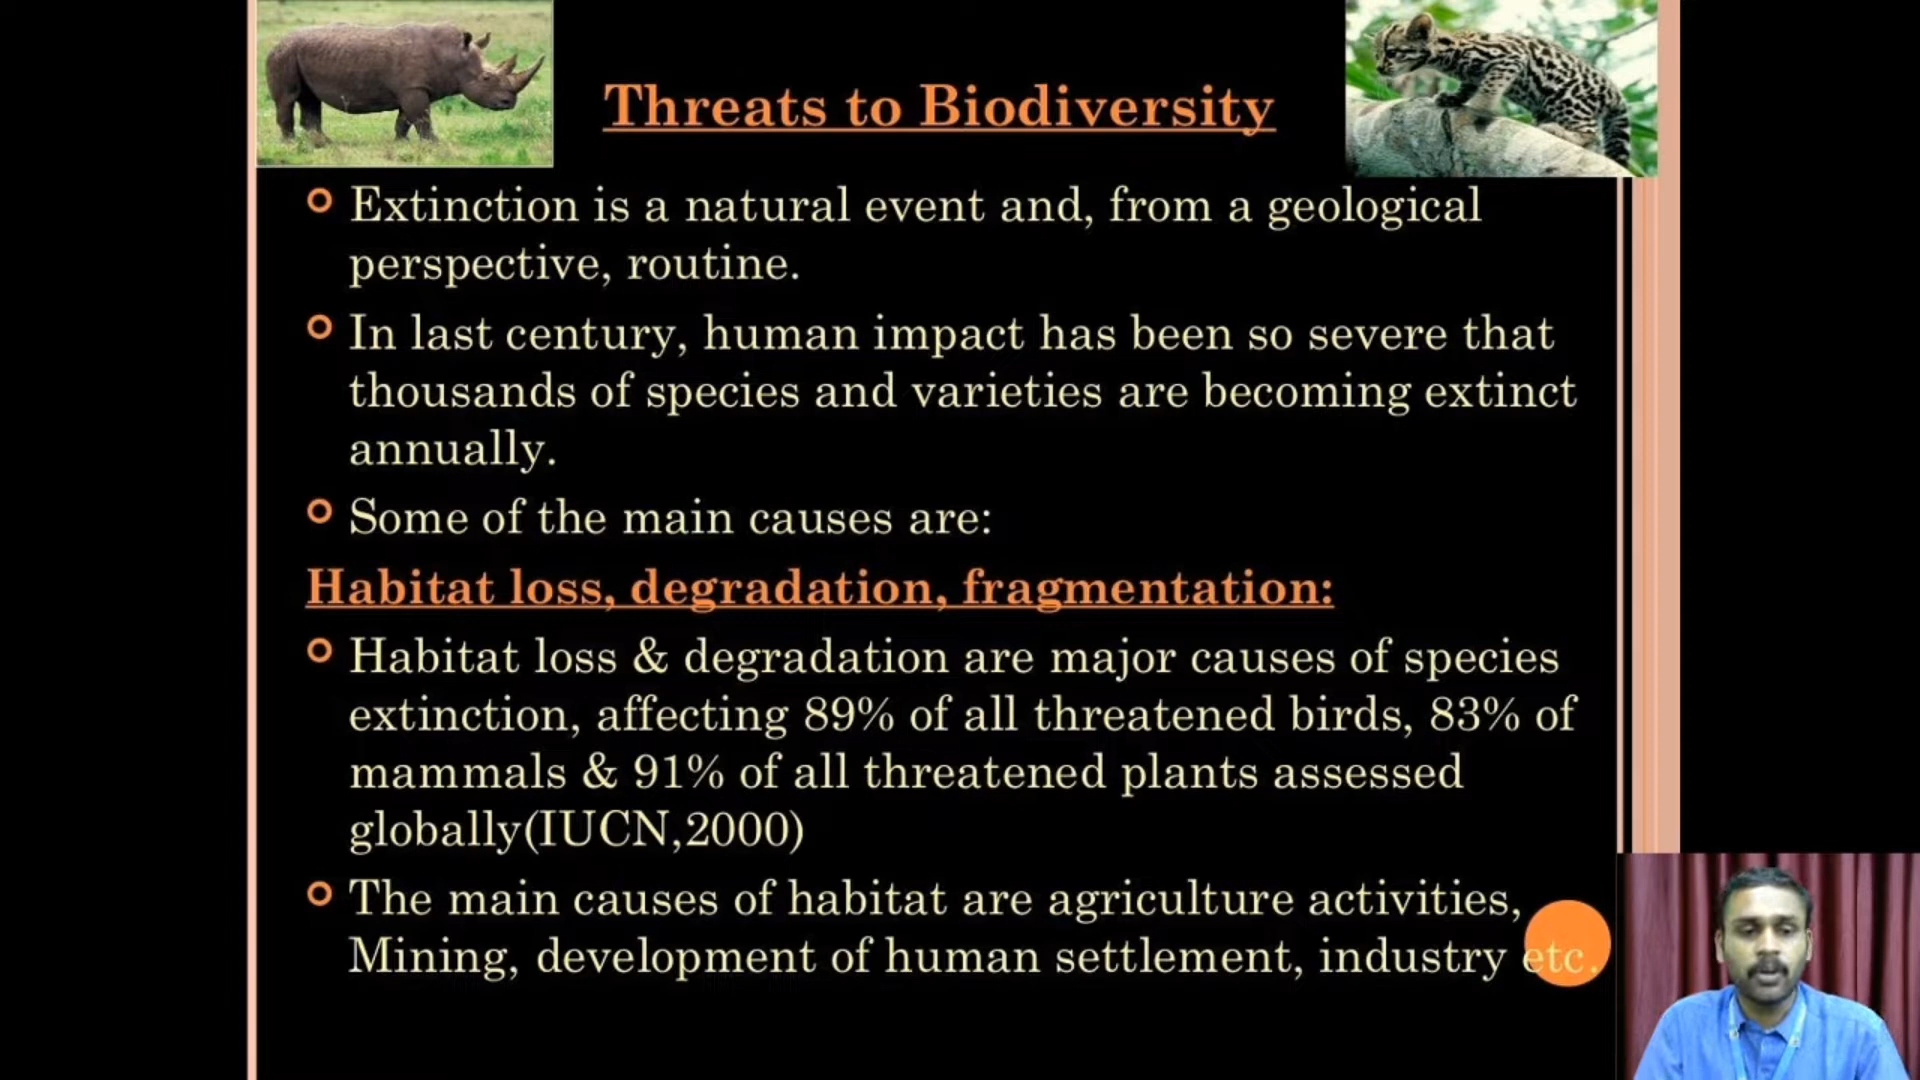 Threats to Biodiversity
Extinction is a natural event and, from a geological
perspective, routine.
In last century, human impact has been so severe that
thousands of species and varieties are becoming extinct
annually.
Some of the main causes are:
Habitat loss, degradation, fragmentation:
Habitat loss & degradation are major causes of species
extinction, affecting 89% of all threatened birds, 83% of
mammals & 91% of all threatened plants assessed
globally(IUCN,2000)
The main causes of habitat are agriculture activities,
Mining, development of human settlement, industry etc.